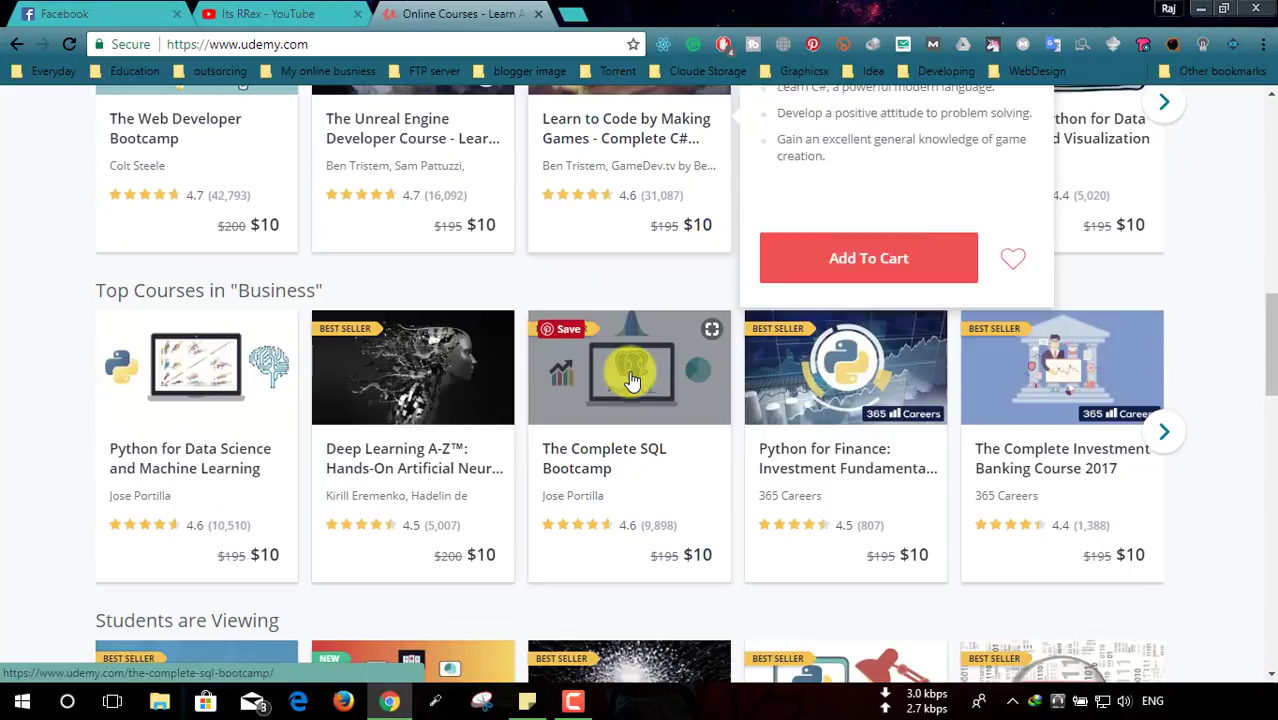 Facebook
Its RRex - YouTube
Online Courses - Learn A
Raj
Secure
https://www.udemy.com
4
Everyday
Education
outsorcing
My online busniess
FTP server
blogger image
Torrent
Cloude Storage
Graphicsx
Idea
Developing
WebDesign
Other bookmarks
The Web Developer
Bootcamp
Colt Steele
4.7 (42,793)
$200 $10
The Unreal Engine
Developer Course - Lear...
Ben Tristem, Sam Pattuzzi,
4.7 (16,092)
$195 $10
Learn to Code by Making
Games - Complete C#...
Ben Tristem, GameDev.tv by Be...
4.6 (31,087)
$195 $10
Learn C#, a powerful modern language.
Develop a positive attitude to problem solving.
Gain an excellent general knowledge of game
creation.
Add To Cart
ython for Data
d Visualization
4.4 (5,020)
$195 $10
Top Courses in "Business"
Python for Data Science
and Machine Learning
Jose Portilla
4.6 (10,510)
$195 $10
BEST SELLER
Deep Learning A-Z™:
Hands-On Artificial Neur...
Kirill Eremenko, Hadelin de
4.5 (5,007)
$200 $10
Save
The Complete SQL
Bootcamp
Jose Portilla
4.6 (9,898)
$195 $10
BEST SELLER
365 Careers
Python for Finance:
Investment Fundamenta...
365 Careers
4.5 (807)
$195 $10
BEST SELLER
365 Careers
The Complete Investment
Banking Course 2017
365 Careers
4.4 (1,388)
$195 $10
Students are Viewing
BEST SELLER
NEW
BEST SELLER
BEST SELLER
https://www.udemy.com/the-complete-sql-bootcamp/
3
3.0 kbps
2.7 kbps
ENG